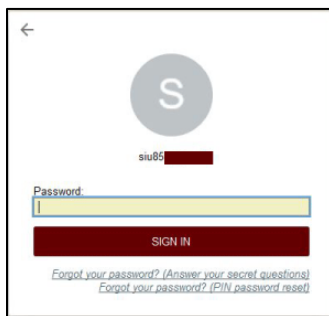 S
siu85
Password:
SIGN IN
Forgot your password? (Answer your secret questions)
Forgot your password? (PIN password reset)